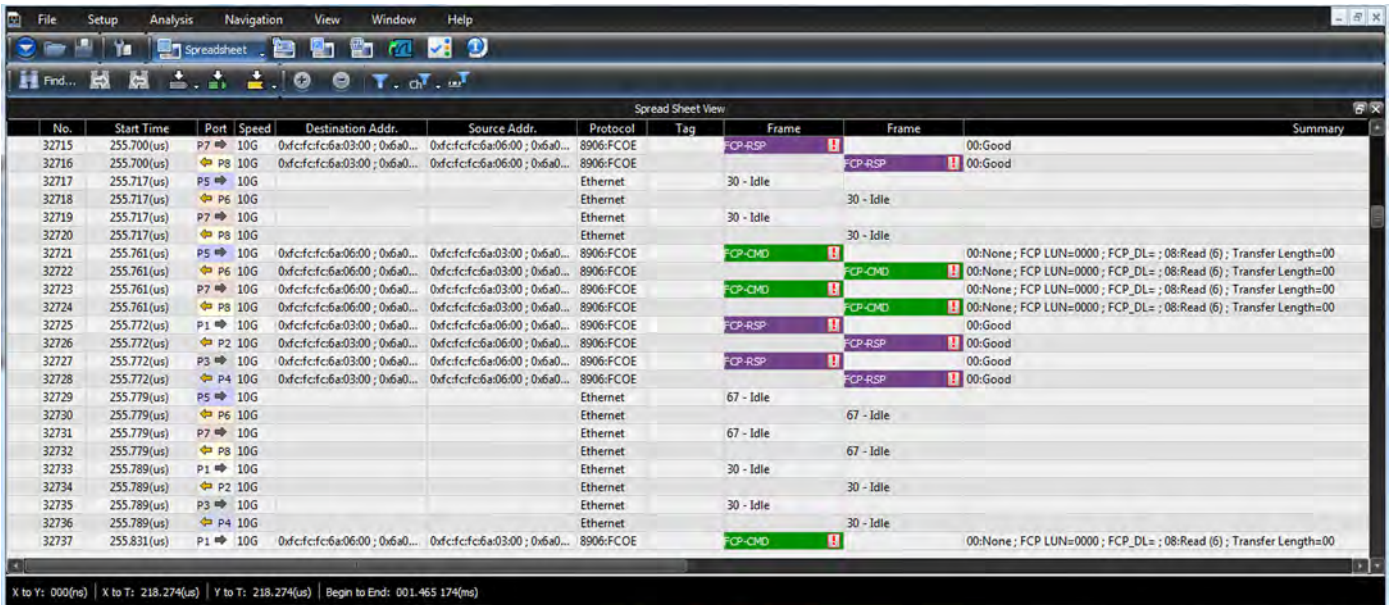 File Setup Analysis Navigation View Window Help
Spreadsheet
Find...
Spread Sheet View
No. Start Time Port Speed Destination Addr. Source Addr. Protocol Tag Frame Frame Summary
32715 255.700(us) P7 10G 0xfc:fc:fc:6a:03:00 ; 0x6a0... 0xfc:fc:fc:6a:06:00 ; 0x6a0... 8906:FCOE FCP-RSP ! 00:Good
32716 255.700(us) P8 10G 0xfc:fc:fc:6a:03:00 ; 0x6a0... 0xfc:fc:fc:6a:06:00 ; 0x6a0... 8906:FCOE FCP-RSP ! 00:Good
32717 255.717(us) P5 10G Ethernet 30 - Idle
32718 255.717(us) P6 10G Ethernet 30 - Idle
32719 255.717(us) P7 10G Ethernet 30 - Idle
32720 255.717(us) P8 10G Ethernet 30 - Idle
32721 255.761(us) P5 10G 0xfc:fc:fc:6a:06:00 ; 0x6a0... 0xfc:fc:fc:6a:03:00 ; 0x6a0... 8906:FCOE FCP-CMD ! 00:None ; FCP LUN=0000 ; FCP_DL= ; 08:Read (6) ; Transfer Length=00
32722 255.761(us) P6 10G 0xfc:fc:fc:6a:06:00 ; 0x6a0... 0xfc:fc:fc:6a:03:00 ; 0x6a0... 8906:FCOE FCP-CMD ! 00:None ; FCP LUN=0000 ; FCP_DL= ; 08:Read (6) ; Transfer Length=00
32723 255.761(us) P7 10G 0xfc:fc:fc:6a:06:00 ; 0x6a0... 0xfc:fc:fc:6a:03:00 ; 0x6a0... 8906:FCOE FCP-CMD ! 00:None ; FCP LUN=0000 ; FCP_DL= ; 08:Read (6) ; Transfer Length=00
32724 255.761(us) P8 10G 0xfc:fc:fc:6a:06:00 ; 0x6a0... 0xfc:fc:fc:6a:03:00 ; 0x6a0... 8906:FCOE FCP-CMD ! 00:None ; FCP LUN=0000 ; FCP_DL= ; 08:Read (6) ; Transfer Length=00
32725 255.772(us) P1 10G 0xfc:fc:fc:6a:03:00 ; 0x6a0... 0xfc:fc:fc:6a:06:00 ; 0x6a0... 8906:FCOE FCP-RSP ! 00:Good
32726 255.772(us) P2 10G 0xfc:fc:fc:6a:03:00 ; 0x6a0... 0xfc:fc:fc:6a:06:00 ; 0x6a0... 8906:FCOE FCP-RSP ! 00:Good
32727 255.772(us) P3 10G 0xfc:fc:fc:6a:03:00 ; 0x6a0... 0xfc:fc:fc:6a:06:00 ; 0x6a0... 8906:FCOE FCP-RSP ! 00:Good
32728 255.772(us) P4 10G 0xfc:fc:fc:6a:03:00 ; 0x6a0... 0xfc:fc:fc:6a:06:00 ; 0x6a0... 8906:FCOE FCP-RSP ! 00:Good
32729 255.779(us) P5 10G Ethernet 67 - Idle
32730 255.779(us) P6 10G Ethernet 67 - Idle
32731 255.779(us) P7 10G Ethernet 67 - Idle
32732 255.779(us) P8 10G Ethernet 67 - Idle
32733 255.789(us) P1 10G Ethernet 30 - Idle
32734 255.789(us) P2 10G Ethernet 30 - Idle
32735 255.789(us) P3 10G Ethernet 30 - Idle
32736 255.789(us) P4 10G Ethernet 30 - Idle
32737 255.831(us) P1 10G 0xfc:fc:fc:6a:06:00 ; 0x6a0... 0xfc:fc:fc:6a:03:00 ; 0x6a0... 8906:FCOE FCP-CMD ! 00:None ; FCP LUN=0000 ; FCP_DL= ; 08:Read (6) ; Transfer Length=00
X to Y: 000(ns) X to T: 218.274(us) Y to T: 218.274(us) Begin to End: 001.465 174(ms)